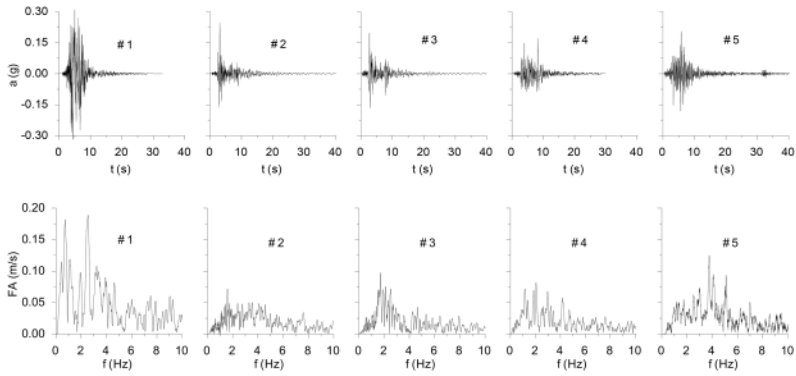 0.30
0.15
0.00
-0.15
-0.30
a (g)
#1
#2
#3
#4
#5
0 10 20 30 40
0 10 20 30 40
0 10 20 30 40
0 10 20 30 40
0 10 20 30 40
t (s)
t (s)
t (s)
t (s)
t (s)
0.20
0.15
0.10
0.05
0.00
FA (m/s)
#1
#2
#3
#4
#5
0 2 4 6 8 10
0 2 4 6 8 10
0 2 4 6 8 10
0 2 4 6 8 10
0 2 4 6 8 10
f (Hz)
f (Hz)
f (Hz)
f (Hz)
f (Hz)